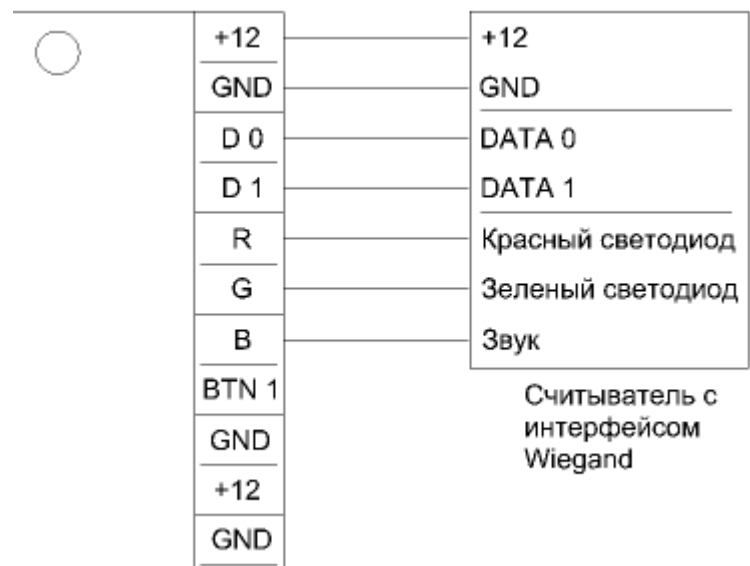 +12
GND
D 0
D 1
R
G
B
BTN 1
GND
+12
GND
+12
GND
DATA 0
DATA 1
Красный светодиод
Зеленый светодиод
Звук
Считыватель с
интерфейсом
Wiegand